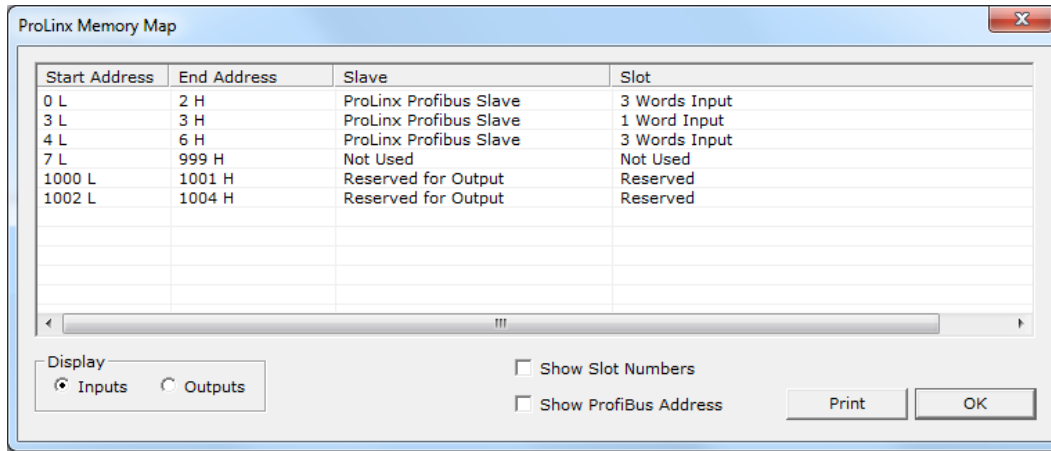 ProLinx Memory Map
Start Address End Address Slave Slot
0 L 2 H ProLinx Profibus Slave 3 Words Input
3 L 3 H ProLinx Profibus Slave 1 Word Input
4 L 6 H ProLinx Profibus Slave 3 Words Input
7 L 999 H Not Used Not Used
1000 L 1001 H Reserved for Output Reserved
1002 L 1004 H Reserved for Output Reserved
Display
Inputs Outputs
Show Slot Numbers
Show ProfiBus Address
Print OK